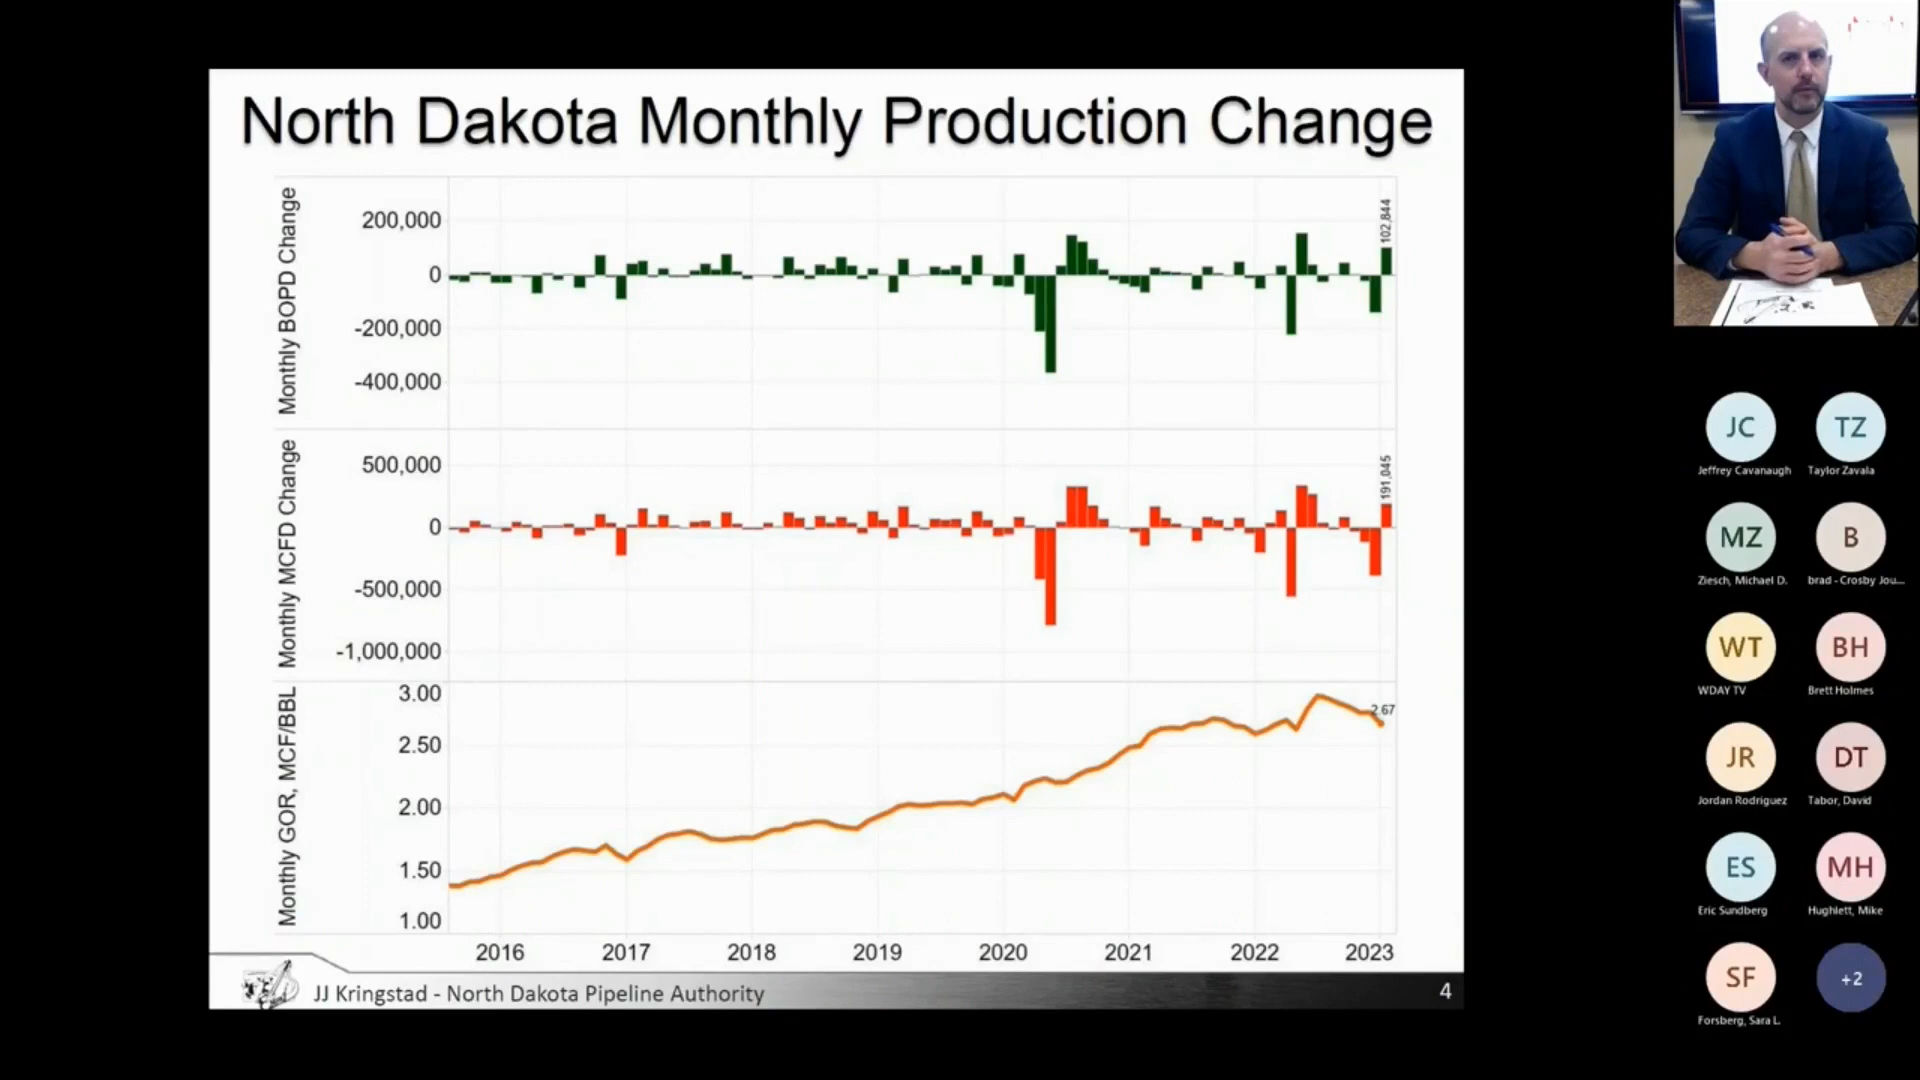 North Dakota Monthly Production Change
Monthly BOPD Change
200,000
0
-200,000
-400,000
102,844
Monthly MCFD Change
500,000
0
-500,000
-1,000,000
191,045
Monthly GOR, MCF/BBL
3.00
2.50
2.00
1.50
1.00
2.67
2016 2017 2018 2019 2020 2021 2022 2023
JJ Kringstad - North Dakota Pipeline Authority
4
JC
Jeffrey Cavanaugh
TZ
Taylor Zavala
MZ
Ziesch, Michael D.
B
brad - Crosby Jou...
WT
WDAY TV
BH
Brett Holmes
JR
Jordan Rodriguez
DT
Tabor, David
ES
Eric Sundberg
MH
Hughlett, Mike
SF
Forsberg, Sara L.
+2